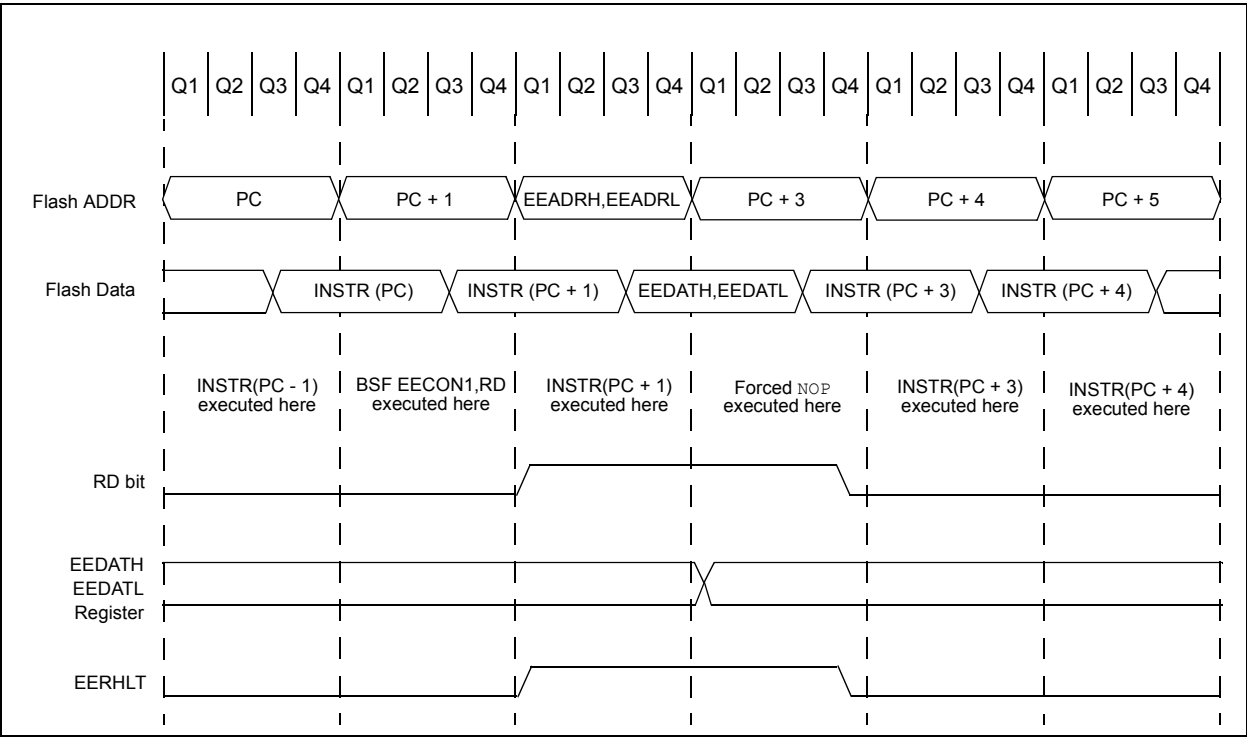 Q1 Q2 Q3 Q4 Q1 Q2 Q3 Q4 Q1 Q2 Q3 Q4 Q1 Q2 Q3 Q4 Q1 Q2 Q3 Q4 Q1 Q2 Q3 Q4
Flash ADDR PC PC + 1 EEADRH,EEADRL PC + 3 PC + 4 PC + 5
Flash Data INSTR (PC) INSTR (PC + 1) EEDATH,EEDATL INSTR (PC + 3) INSTR (PC + 4)
INSTR(PC - 1)
executed here
BSF EECON1,RD
executed here
INSTR(PC + 1)
executed here
Forced NOP
executed here
INSTR(PC + 3)
executed here
INSTR(PC + 4)
executed here
RD bit
EEDATH
EEDATL
Register
EERHLT